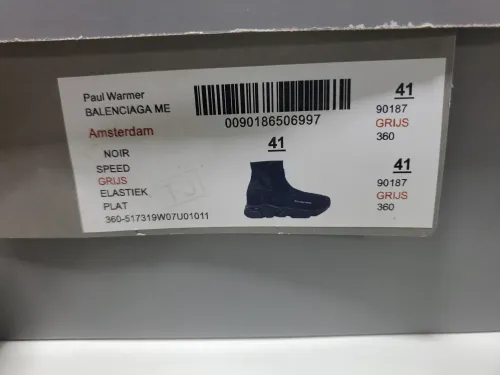 Paul Warmer
BALENCIAGA ME
Amsterdam
NOIR
SPEED
GRIJS
ELASTIEK
PLAT
360-517319W07U01011
0090186506997
41
41
90187
GRIJS
360
41
90187
GRIJS
360